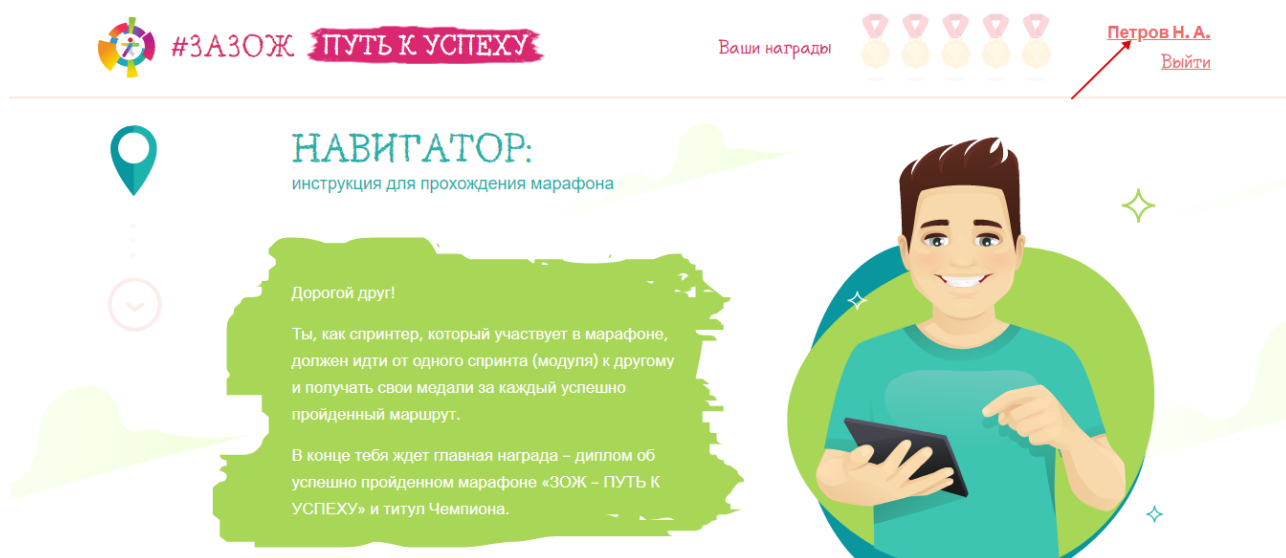 #ЗАЗОЖ ПУТЬ К УСПЕХУ
Ваши награды
Петров Н. А.
Выйти
НАВИГАТОР:
инструкция для прохождения марафона
Дорогой друг!
Ты, как спринтер, который участвует в марафоне,
должен идти от одного спринта (модуля) к другому
и получать свои медали за каждый успешно
пройденный маршрут.
В конце тебя ждет главная награда – диплом об
успешно пройденном марафоне «ЗОЖ – ПУТЬ К
УСПЕХУ» и титул Чемпиона.